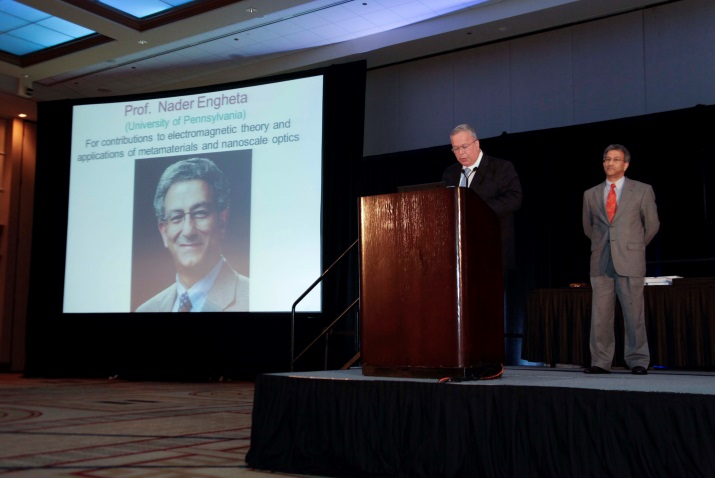 Prof. Nader Engheta
(University of Pennsylvania)
For contributions to electromagnetic theory and
applications of metamaterials and nanoscale optics